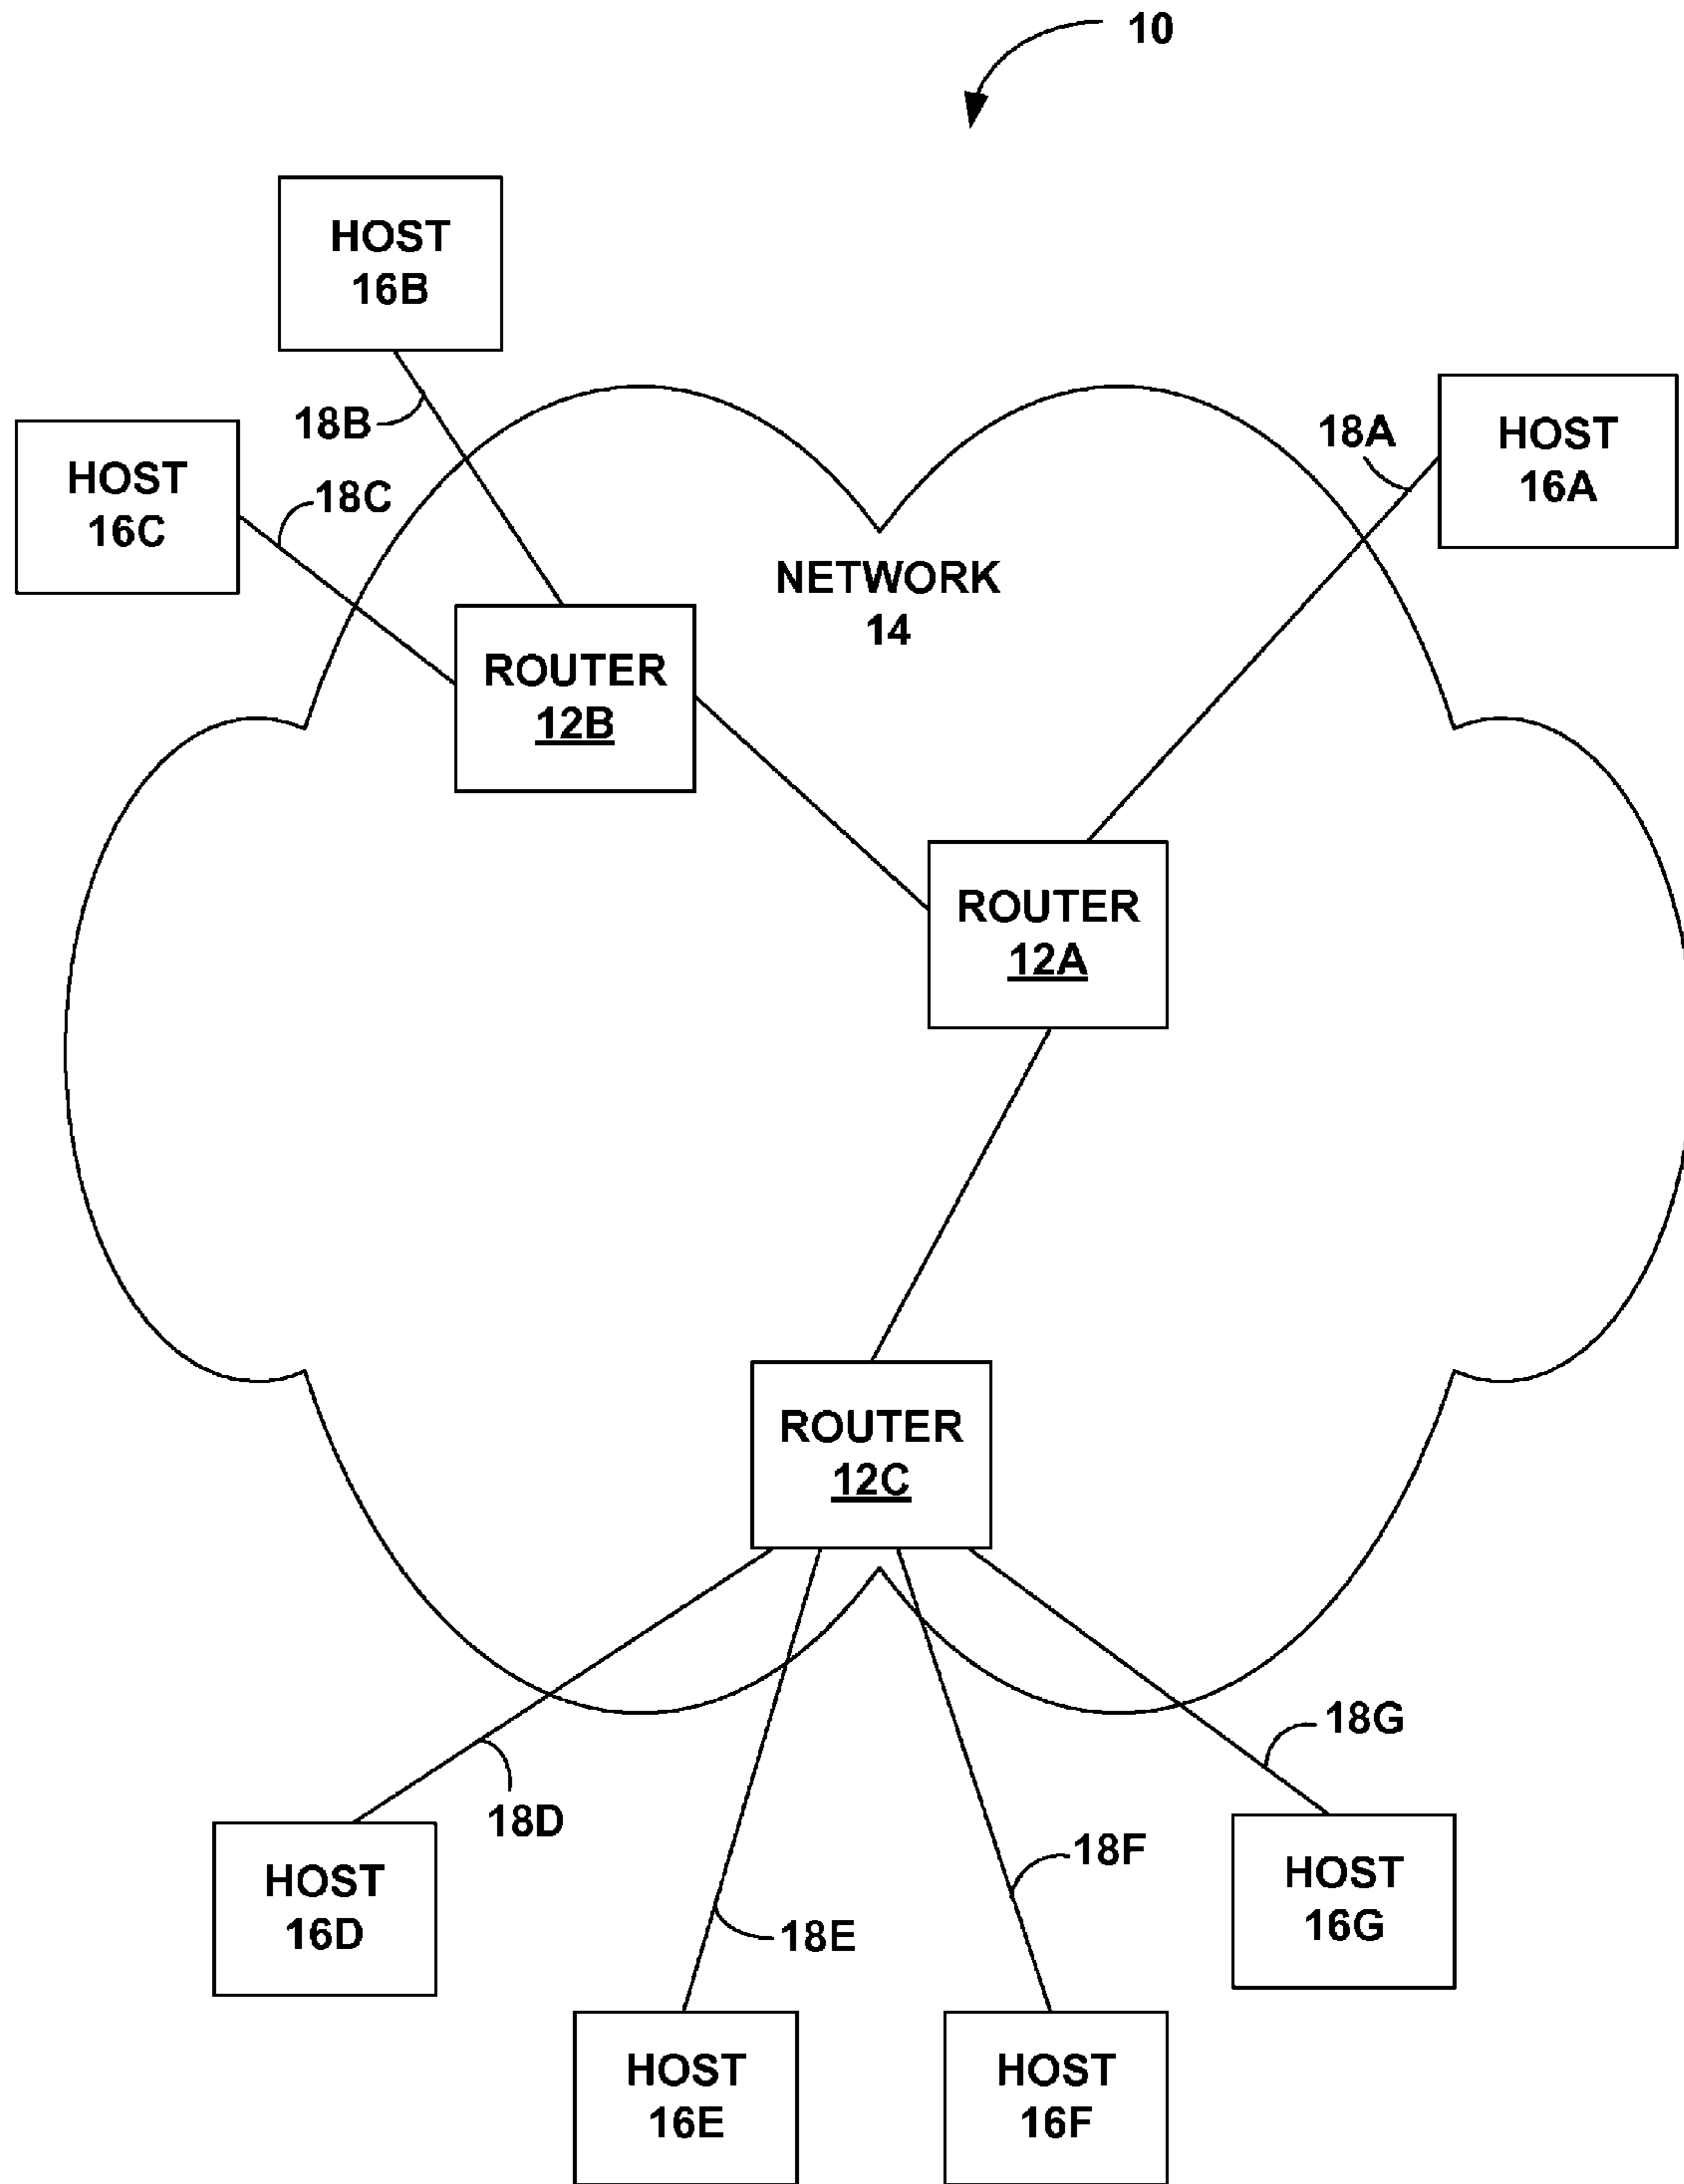 10
HOST
16B
18B
18A
HOST
16A
HOST
16C
18C
NETWORK
14
ROUTER
12B
ROUTER
12A
ROUTER
12C
18G
18D
18F
HOST
16D
HOST
16G
18E
HOST
16E
HOST
16F